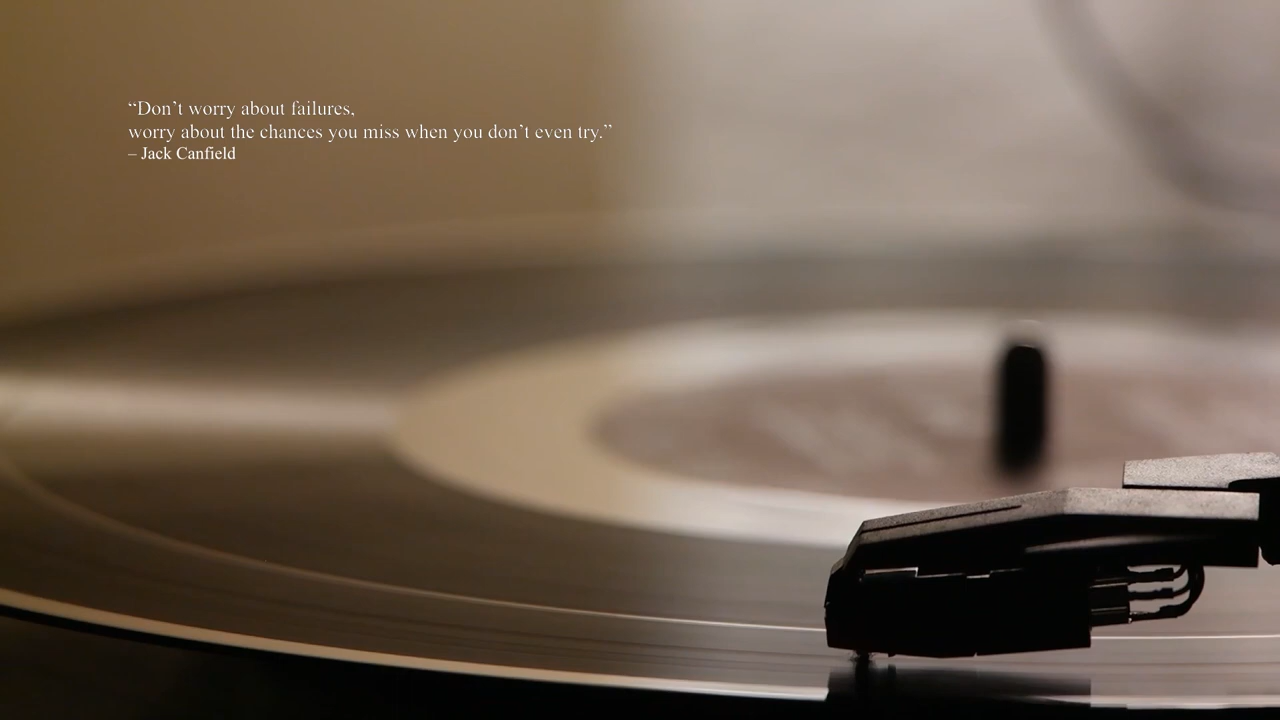 “Don’t worry about failures,
worry about the chances you miss when you don’t even try.”
– Jack Canfield